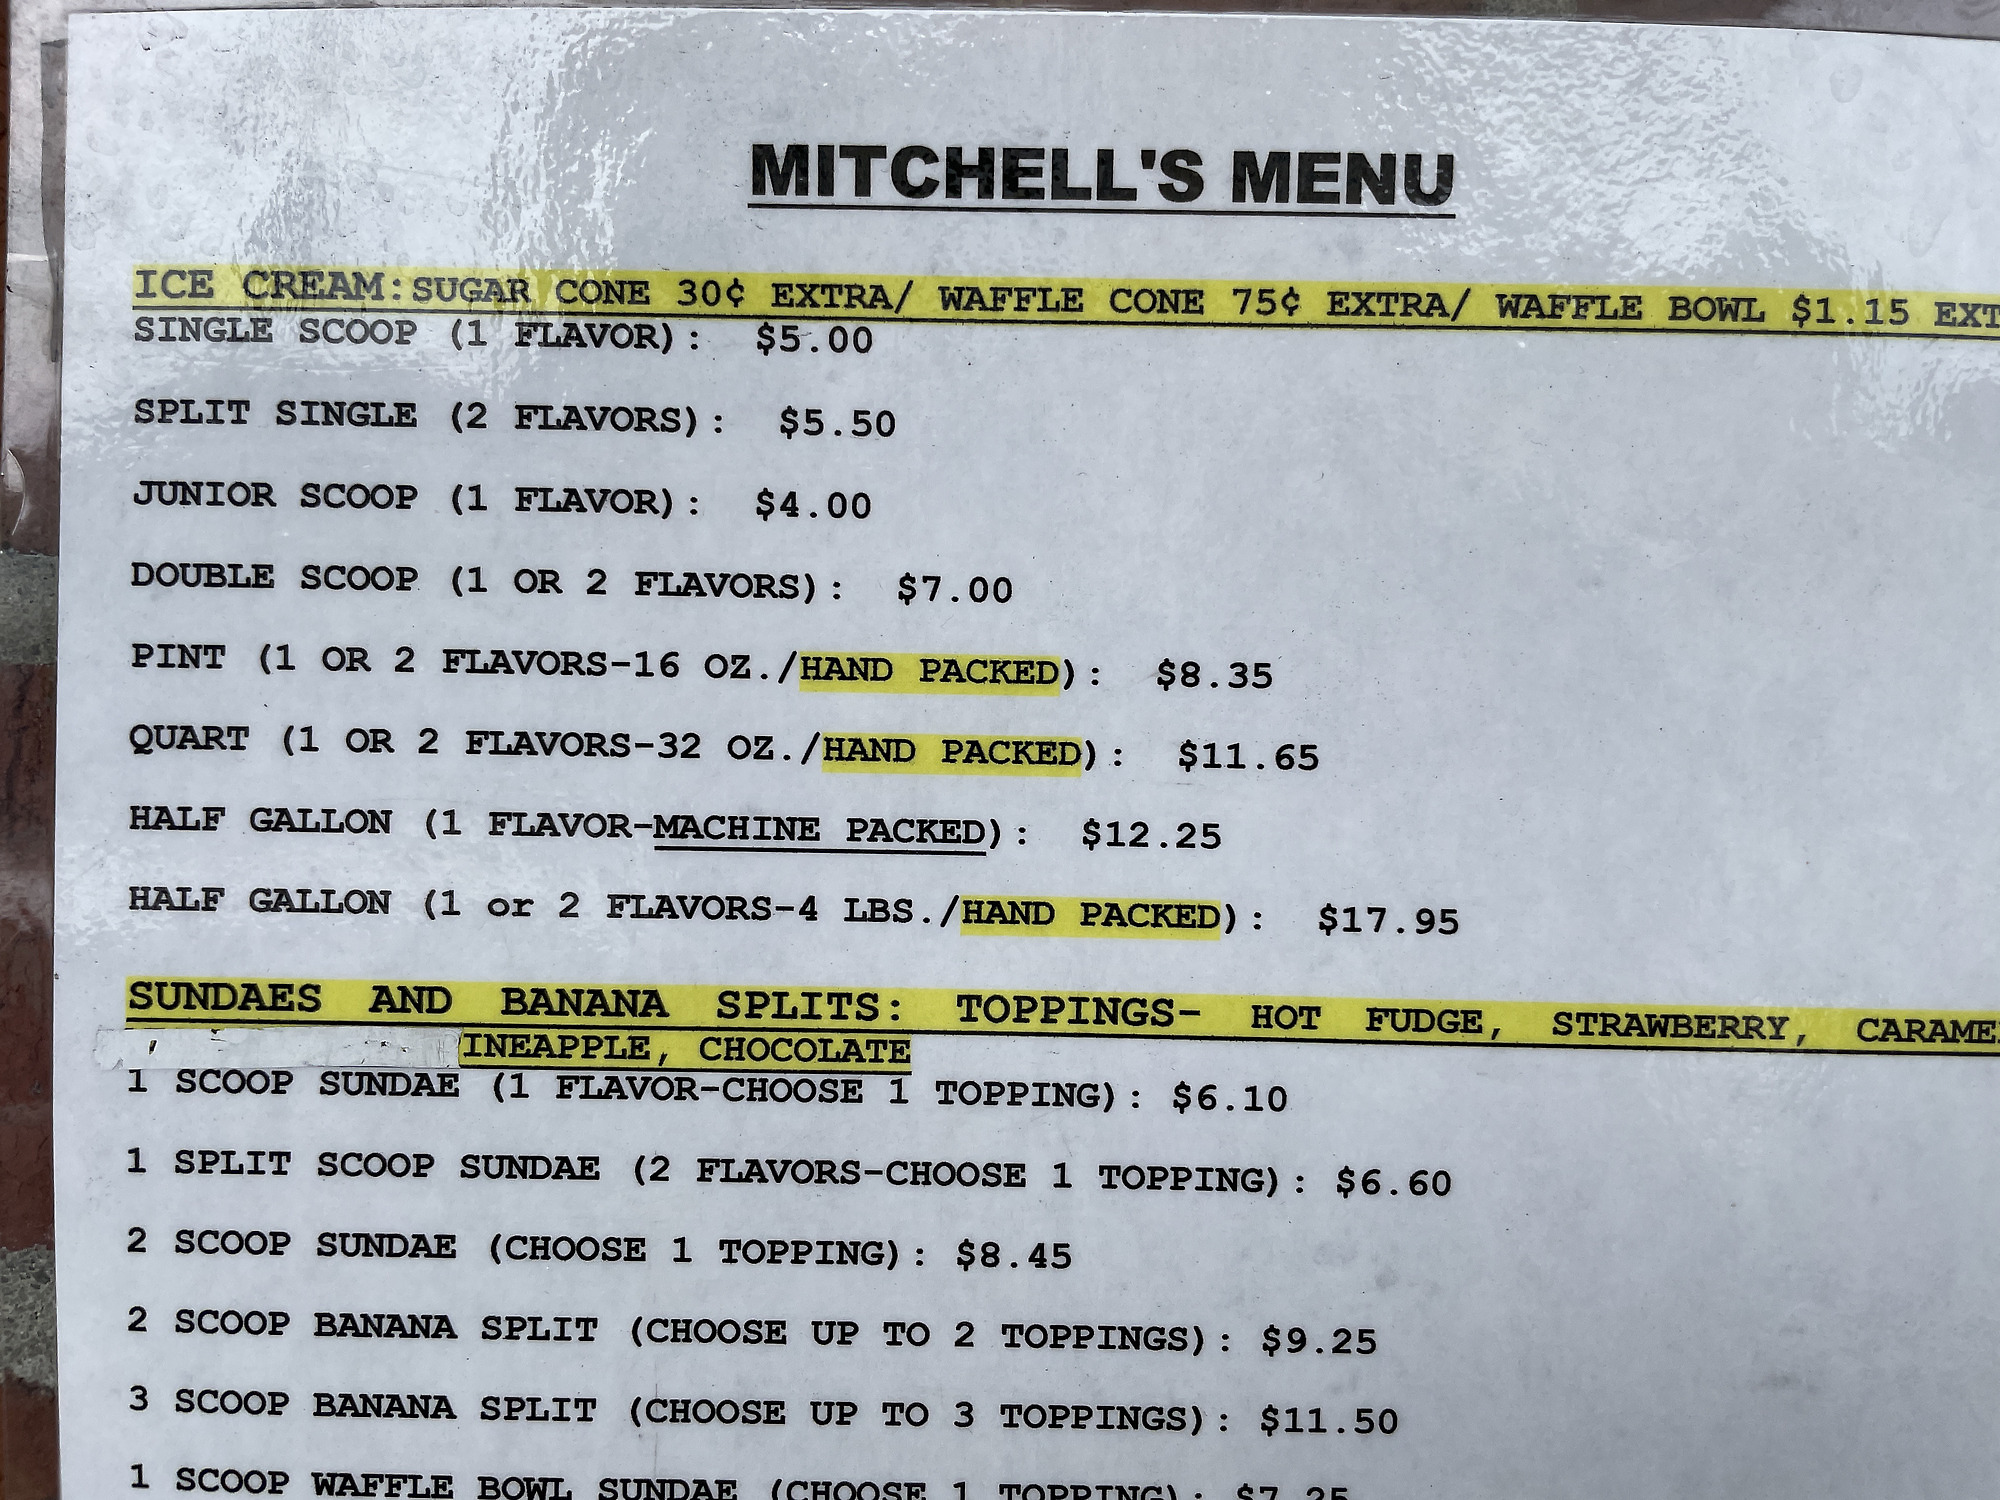 MITCHELL'S MENU
ICE CREAM: SUGAR CONE 30¢ EXTRA/ WAFFLE CONE 75¢ EXTRA/ WAFFLE BOWL $1.15 EXT
SINGLE SCOOP (1 FLAVOR): $5.00
SPLIT SINGLE (2 FLAVORS): $5.50
JUNIOR SCOOP (1 FLAVOR): $4.00
DOUBLE SCOOP (1 OR 2 FLAVORS): $7.00
PINT (1 OR 2 FLAVORS-16 OZ./HAND PACKED): $8.35
QUART (1 OR 2 FLAVORS-32 OZ./HAND PACKED): $11.65
HALF GALLON (1 FLAVOR-MACHINE PACKED): $12.25
HALF GALLON (1 or 2 FLAVORS-4 LBS./HAND PACKED): $17.95
SUNDAES AND BANANA SPLITS: TOPPINGS- HOT FUDGE, STRAWBERRY, CARAME
INEAPPLE, CHOCOLATE
1 SCOOP SUNDAE (1 FLAVOR-CHOOSE 1 TOPPING): $6.10
1 SPLIT SCOOP SUNDAE (2 FLAVORS-CHOOSE 1 TOPPING): $6.60
2 SCOOP SUNDAE (CHOOSE 1 TOPPING): $8.45
2 SCOOP BANANA SPLIT (CHOOSE UP TO 2 TOPPINGS): $9.25
3 SCOOP BANANA SPLIT (CHOOSE UP TO 3 TOPPINGS): $11.50
1 SCOOP WAFFLE BOWL SUNDAE (CHOOSE 1 TOPPING): $7.25